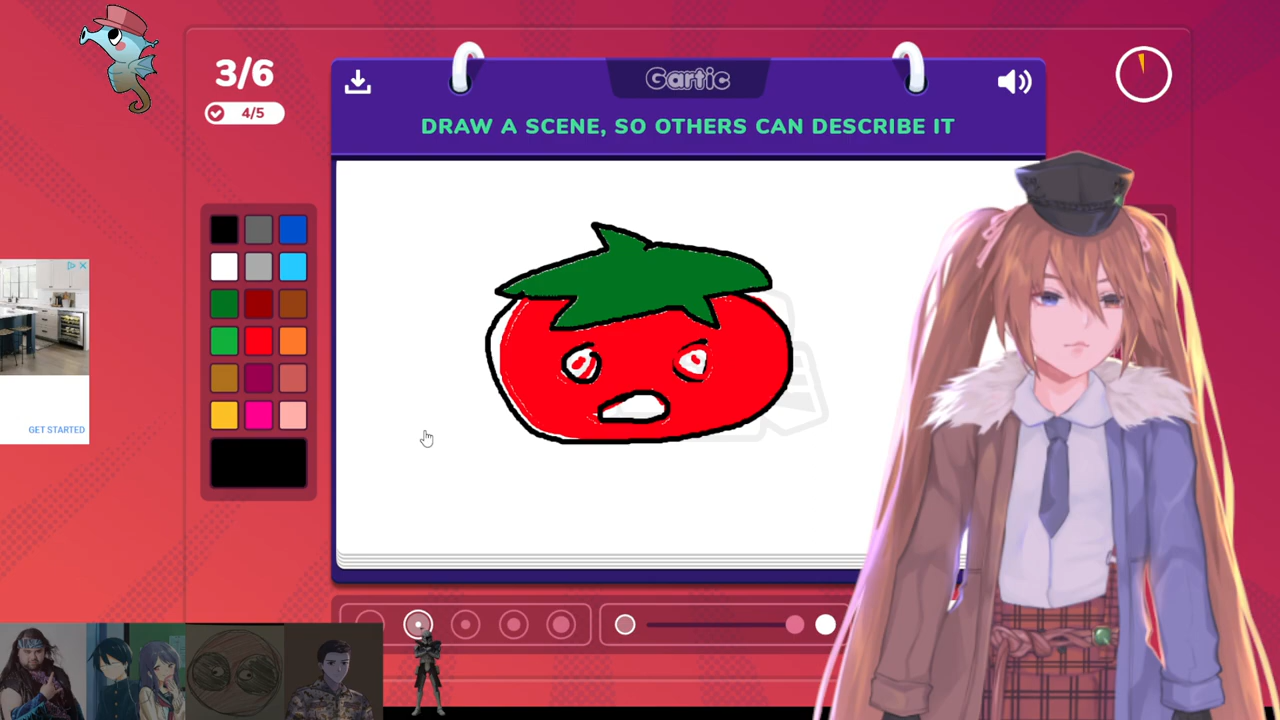 3/6
4/5
Gartic
DRAW A SCENE, SO OTHERS CAN DESCRIBE IT
GET STARTED